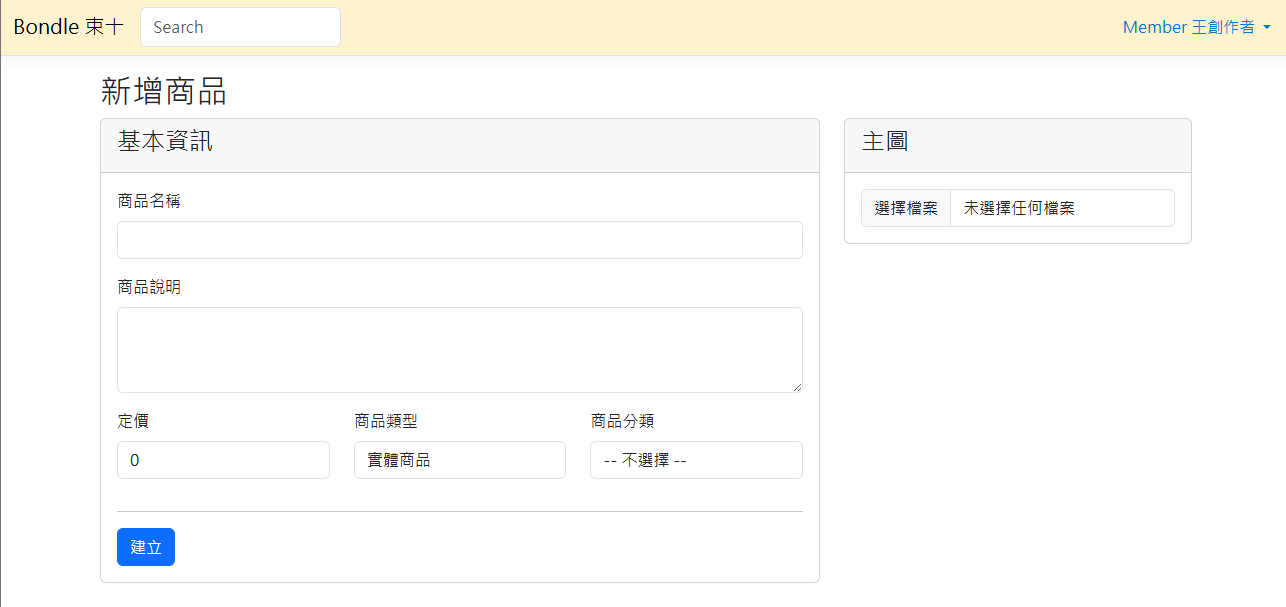 Bondle 束十
Search
Member 王創作者
新增商品
基本資訊
商品名稱
商品說明
定價
商品類型
商品分類
0
實體商品
-- 不選擇 --
建立
主圖
選擇檔案 未選擇任何檔案